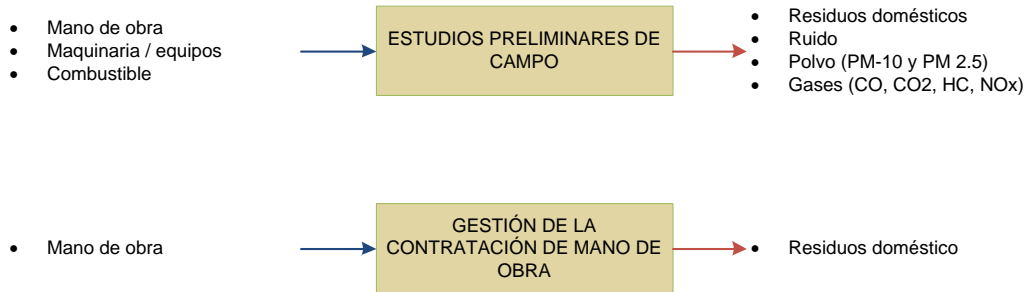 • Mano de obra
• Maquinaria / equipos
• Combustible
ESTUDIOS PRELIMINARES DE
CAMPO
• Residuos domésticos
• Ruido
• Polvo (PM-10 y PM 2.5)
• Gases (CO, CO2, HC, NOx)
• Mano de obra
GESTIÓN DE LA
CONTRATACIÓN DE MANO DE
OBRA
• Residuos doméstico